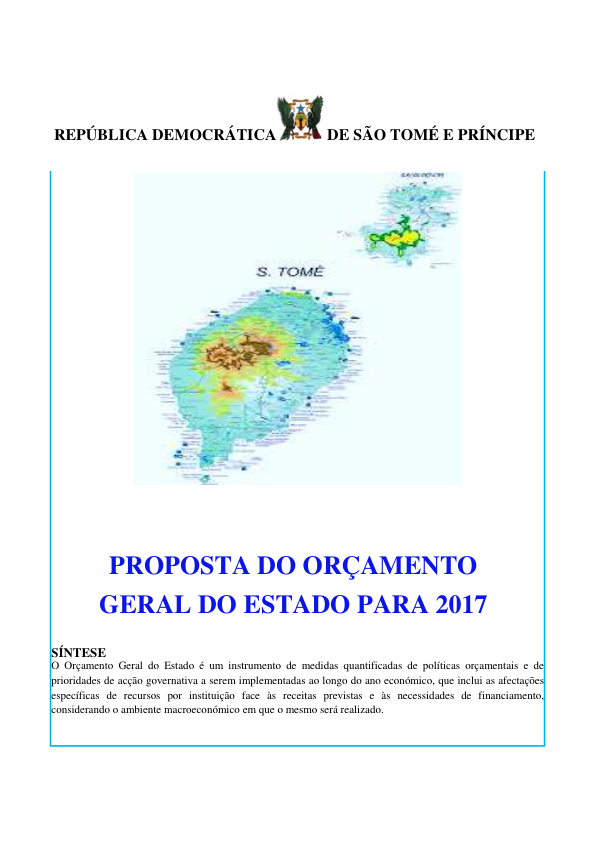 REPÚBLICA DEMOCRÁTICA DE SÃO TOMÉ E PRÍNCIPE
S. TOMÉ
PROPOSTA DO ORÇAMENTO
GERAL DO ESTADO PARA 2017
SÍNTESE
O Orçamento Geral do Estado é um instrumento de medidas quantificadas de políticas orçamentais e de
prioridades de acção governativa a serem implementadas ao longo do ano económico, que inclui as afectações
específicas de recursos por instituição face às receitas previstas e às necessidades de financiamento,
considerando o ambiente macroeconómico em que o mesmo será realizado.